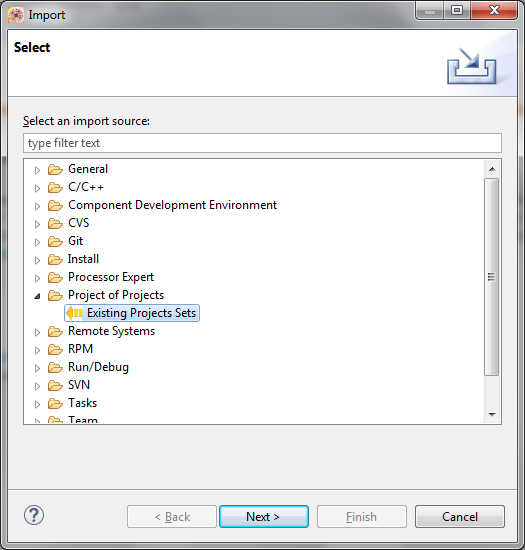 Import
Select
Select an import source:
type filter text
General
C/C++
Component Development Environment
CVS
Git
Install
Processor Expert
Project of Projects
Existing Projects Sets
Remote Systems
RPM
Run/Debug
SVN
Tasks
Team
?
< Back
Next >
Finish
Cancel